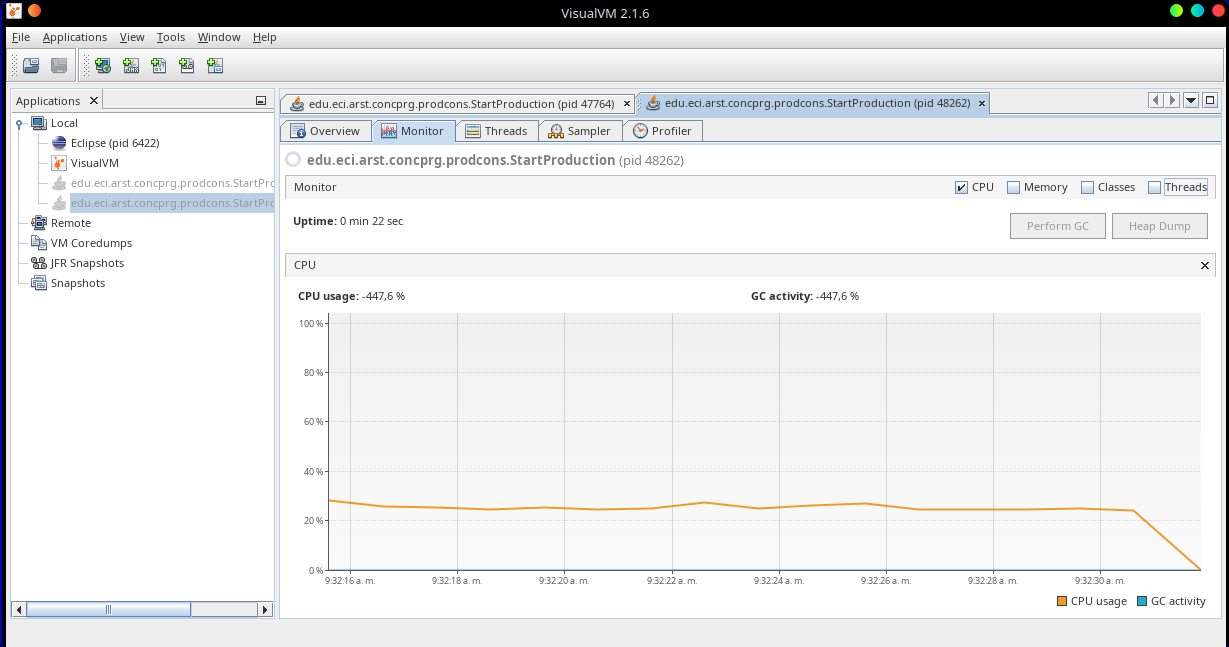 VisualVM 2.1.6
File Applications View Tools Window Help
Applications
edu.eci.arst.concprg.prodcons.StartProduction (pid 47764)
edu.eci.arst.concprg.prodcons.StartProduction (pid 48262)
Local
Eclipse (pid 6422)
VisualVM
edu.eci.arst.concprg.prodcons.StartPro
edu.eci.arst.concprg.prodcons.StartPro
Remote
VM Coredumps
JFR Snapshots
Snapshots
Overview Monitor Threads Sampler Profiler
edu.eci.arst.concprg.prodcons.StartProduction (pid 48262)
Monitor
CPU Memory Classes Threads
Uptime: 0 min 22 sec
Perform GC Heap Dump
CPU
CPU usage: -447,6 % GC activity: -447,6 %
100 %
80 %
60 %
40 %
20 %
0 %
9:32:16 a. m. 9:32:18 a. m. 9:32:20 a. m. 9:32:22 a. m. 9:32:24 a. m. 9:32:26 a. m. 9:32:28 a. m. 9:32:30 a. m.
CPU usage GC activity